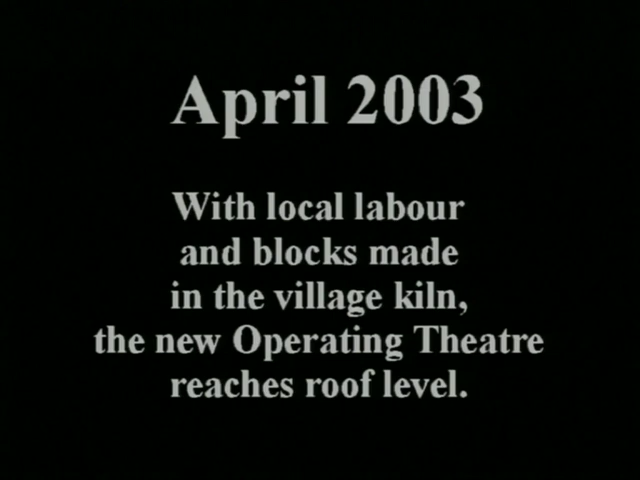 April 2003
With local labour
and blocks made
in the village kiln,
the new Operating Theatre
reaches roof level.